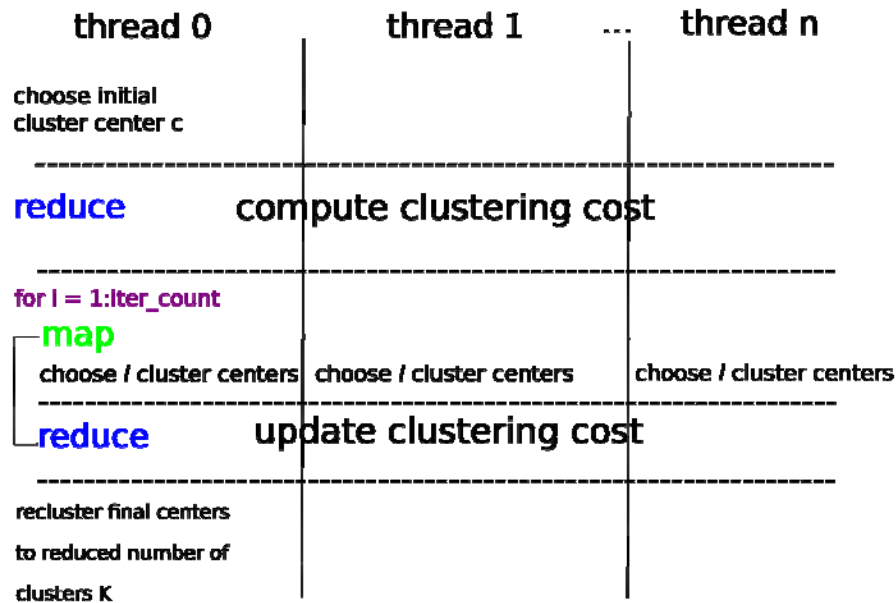 thread 0 thread 1 ... thread n
choose initial
cluster center c
reduce compute clustering cost
for l = 1:iter_count
map
choose l cluster centers choose l cluster centers choose l cluster centers
reduce update clustering cost
recluster final centers
to reduced number of
clusters K